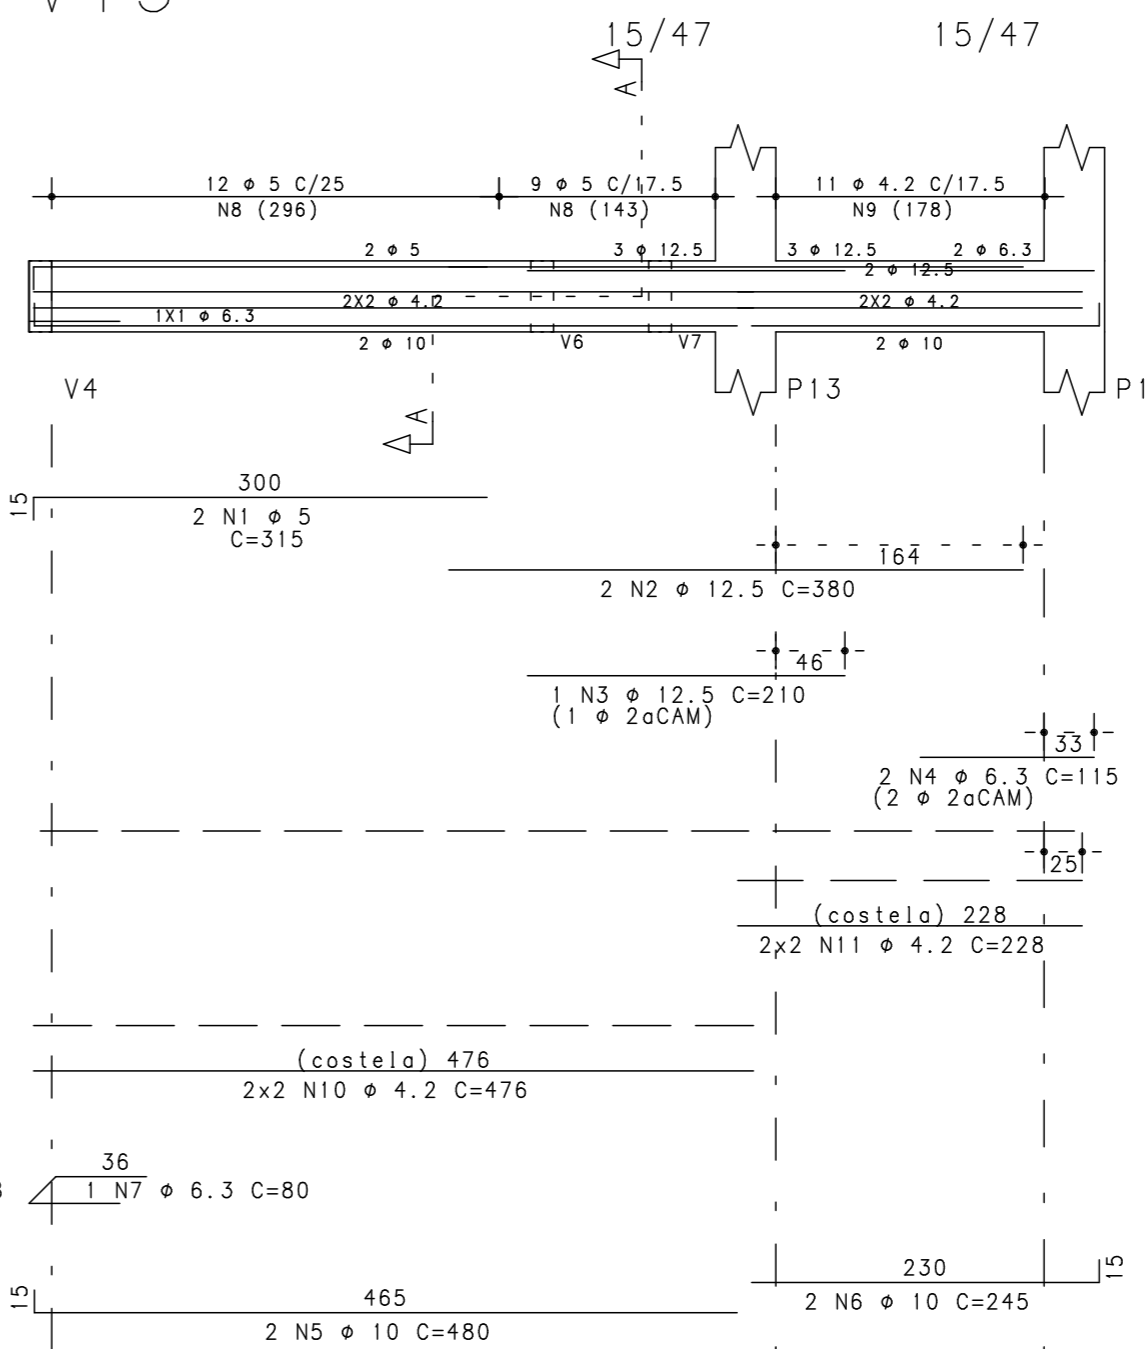 15/47 15/47
A
12 φ 5 C/25 9 φ 5 C/17.5 11 φ 4.2 C/17.5
N8 (296) N8 (143) N9 (178)
2 φ 5 3 φ 12.5 3 φ 12.5 2 φ 6.3
2 φ 12.5
2X2 φ 4.2 2X2 φ 4.2
1X1 φ 6.3
2 φ 10 V6 V7 2 φ 10
V4 P13 P1
A
300
15
2 N1 φ 5
C=315
164
2 N2 φ 12.5 C=380
46
1 N3 φ 12.5 C=210
(1 φ 2aCAM)
33
2 N4 φ 6.3 C=115
(2 φ 2aCAM)
25
(costela) 228
2x2 N11 φ 4.2 C=228
(costela) 476
2x2 N10 φ 4.2 C=476
36
1 N7 φ 6.3 C=80
230 15
2 N6 φ 10 C=245
15 465
2 N5 φ 10 C=480